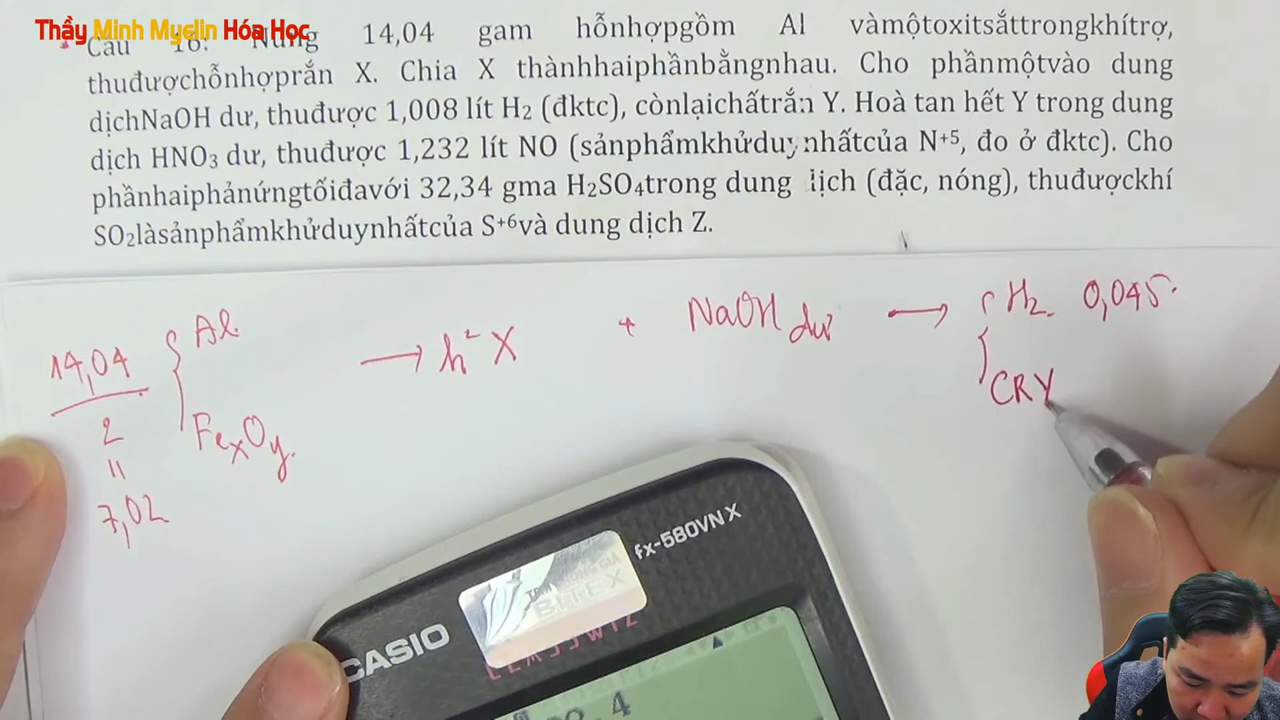 Thầy Minh Myelin Hóa Học
Câu 16: Nung 14,04 gam hỗnhợpgồm Al vàmộtoxitsắttrongkhítrợ,
thuđượchỗnhợprắn X. Chia X thànhhaiphầnbằngnhau. Cho phầnmộtvào dung
dịchNaOH dư, thuđược 1,008 lít H₂ (đktc), cònlạichấtrắn Y. Hoà tan hết Y trong dung
dịch HNO₃ dư, thuđược 1,232 lít NO (sảnphẩmkhửduynhấtcủa N⁺⁵, đo ở đktc). Cho
phầnhaiphảnứngtốiđavới 32,34 gma H₂SO₄trong dung dịch (đặc, nóng), thuđượckhí
SO₂làsảnphẩmkhửduynhấtcủa S⁺⁶và dung dịch Z.
14,04 Al → h² X + NaOH dư → H₂ 0,045
2 FeₓOy CRY
=
7,02
fx-580VN X
BITEX
CASIO